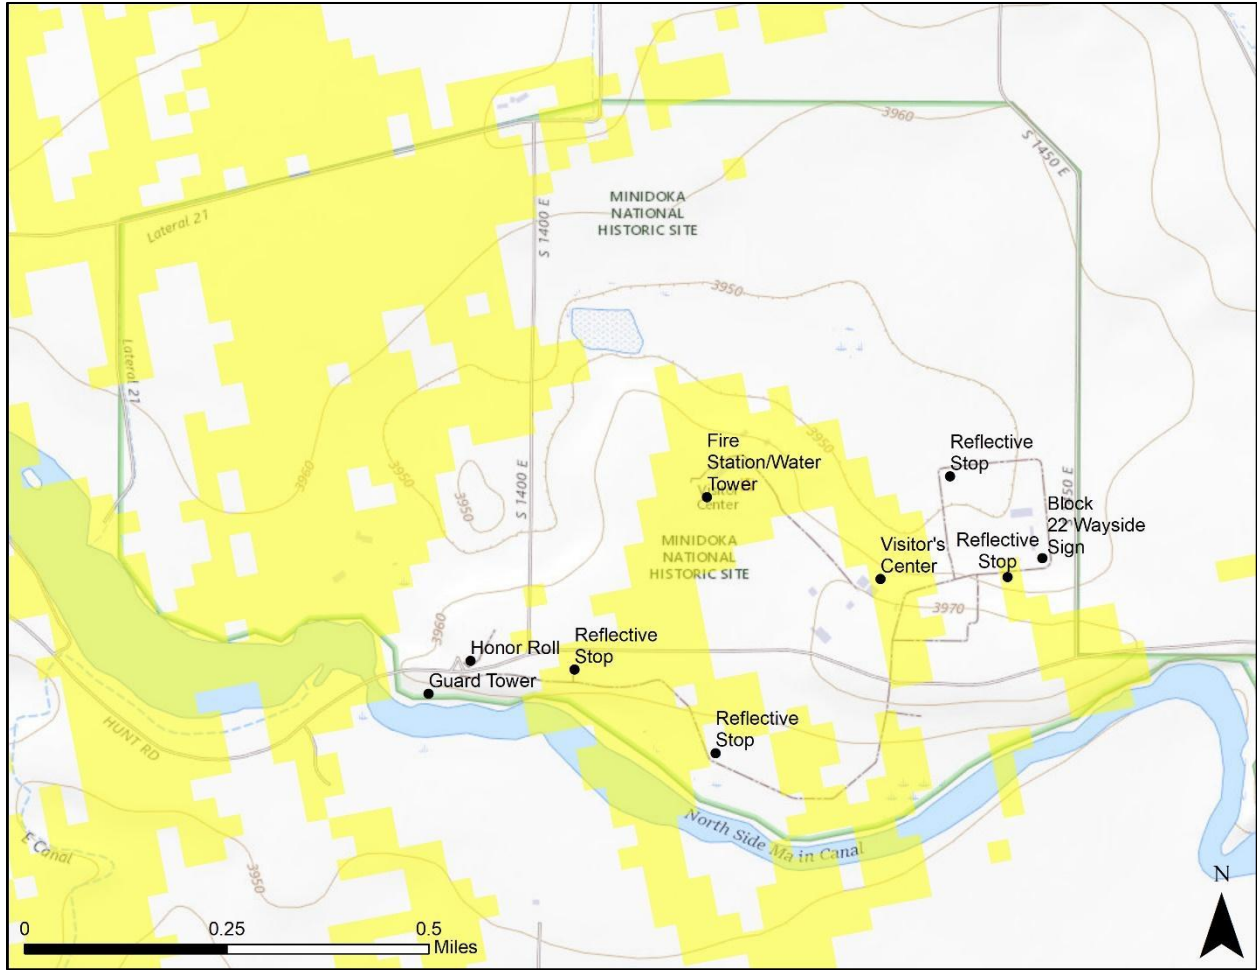 3960
S 1450 E
MINIDOKA
NATIONAL
HISTORIC SITE
Lateral 21
S 1400 E
3950
Lateral 21
Fire
Station/Water
Tower
Visitor
Center
3950
Reflective
Stop
3960
3950
3950
S 1400 E
Block
22 Wayside
Sign
MINIDOKA
NATIONAL
HISTORIC SITE
Visitor's
Center
Reflective
Stop
3970
3960
Honor Roll
Reflective
Stop
Guard Tower
HUNT RD
Reflective
Stop
North Side Main Canal
E Canal
3950
N
0 0.25 0.5
Miles